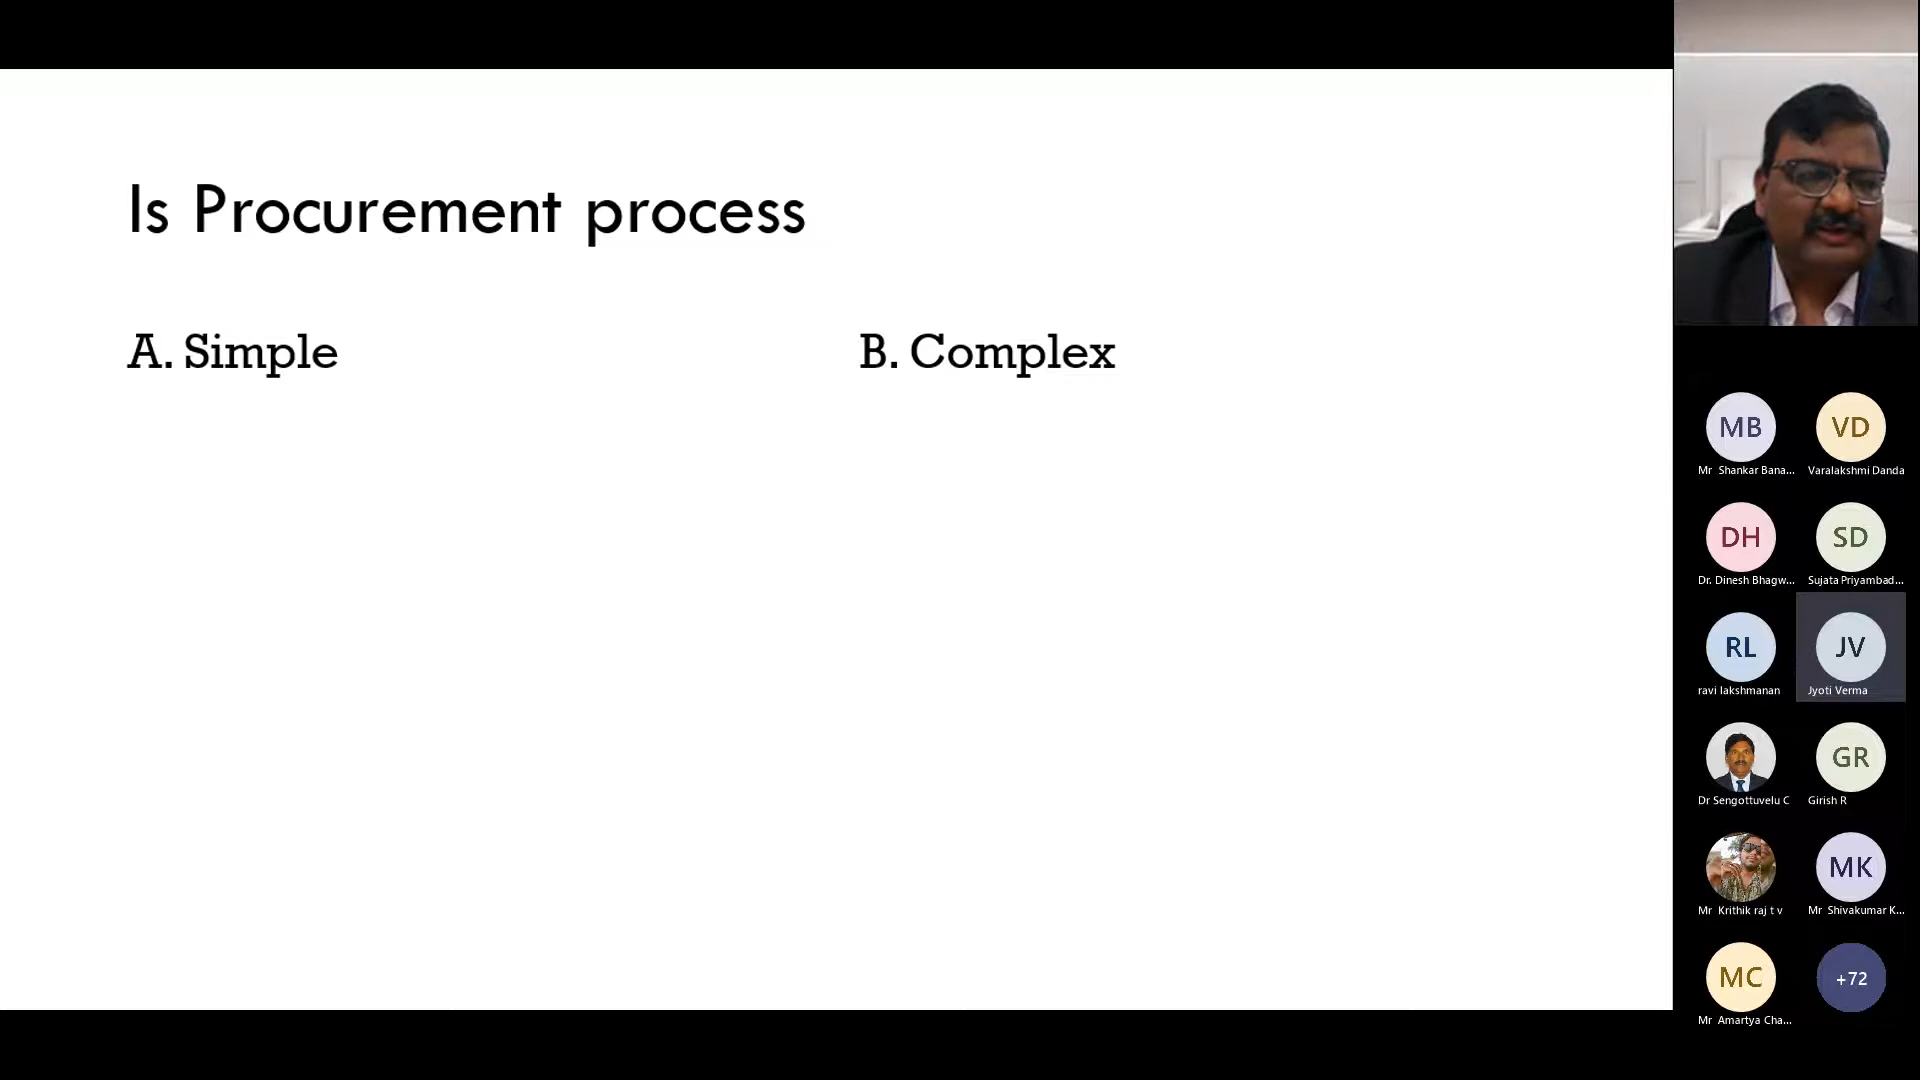 Is Procurement process
A. Simple
B. Complex
MB
VD
Mr Shankar Bana...
Varalakshmi Danda
DH
SD
Dr. Dinesh Bhagw...
Sujata Priyambad...
RL
JV
ravi lakshmanan
Jyoti Verma
GR
Dr Sengottuvelu C
Girish R
MK
Mr Krithik raj t v
Mr Shivakumar K...
MC
+72
Mr Amartya Cha...